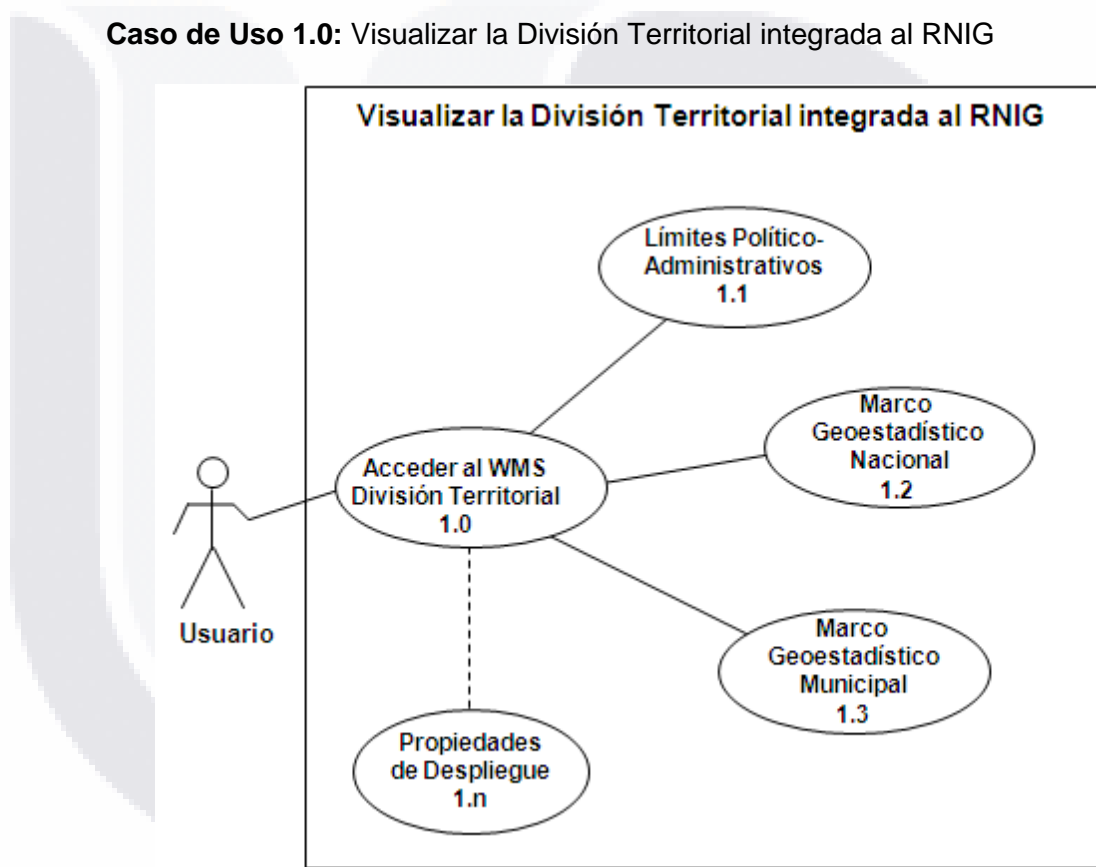 Caso de Uso 1.0: Visualizar la División Territorial integrada al RNIG
Visualizar la División Territorial integrada al RNIG
Límites Político-
Administrativos
1.1
Marco
Geoestadístico
Nacional
1.2
Acceder al WMS
División Territorial
1.0
Usuario
Marco
Geoestadístico
Municipal
1.3
Propiedades
de Despliegue
1.n